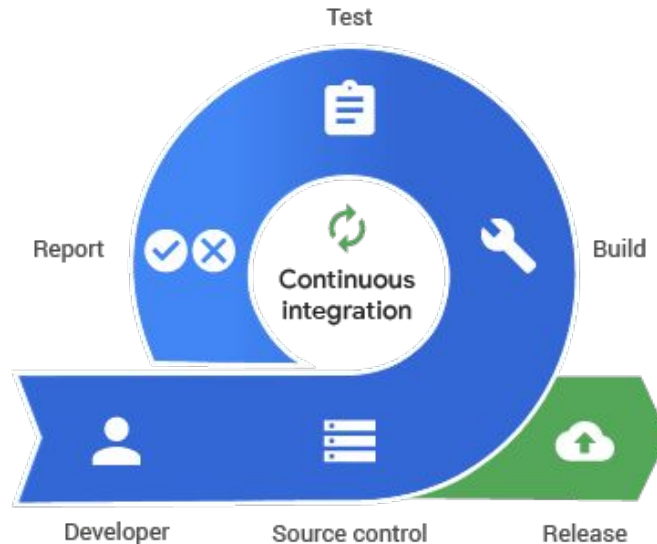 Test
Report
Continuous
integration
Build
Developer
Source control
Release